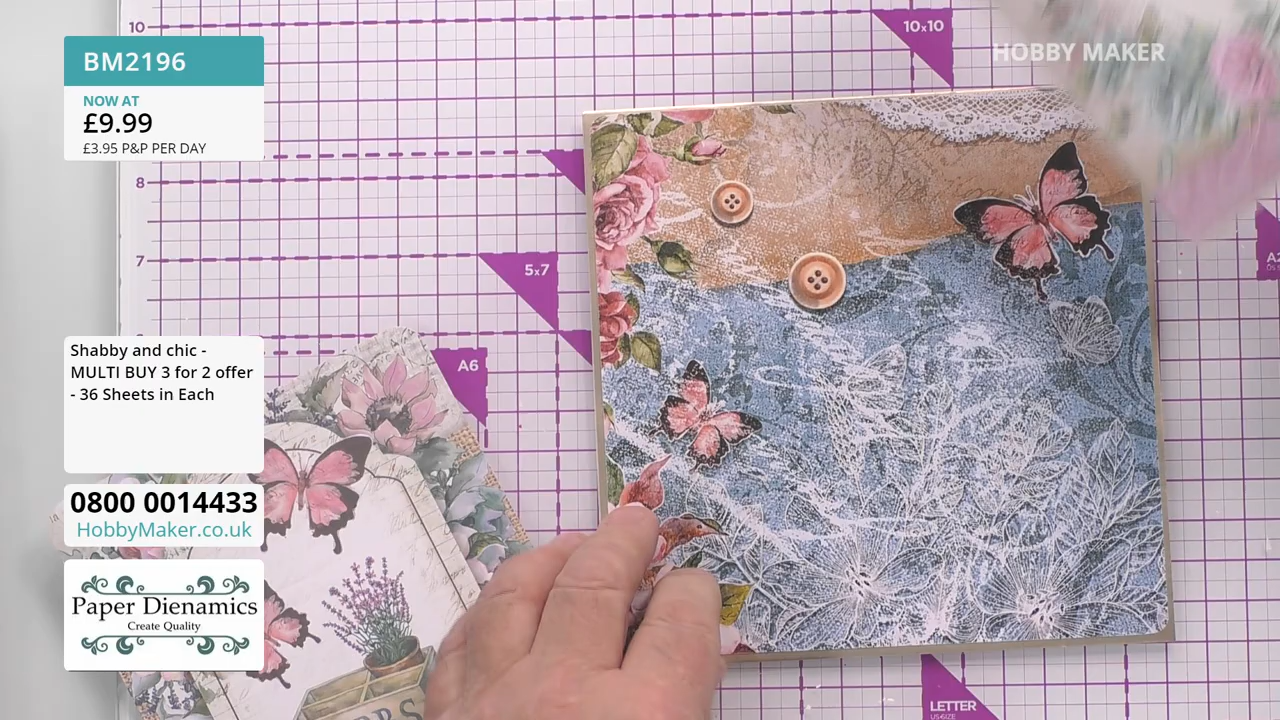 BM2196
NOW AT
£9.99
£3.95 P&P PER DAY
Shabby and chic -
MULTI BUY 3 for 2 offer
- 36 Sheets in Each
0800 0014433
HobbyMaker.co.uk
Paper Dienamics
Create Quality
HOBBY MAKER
10
8
7
10x10
5x7
A6
LETTER
US SIZE